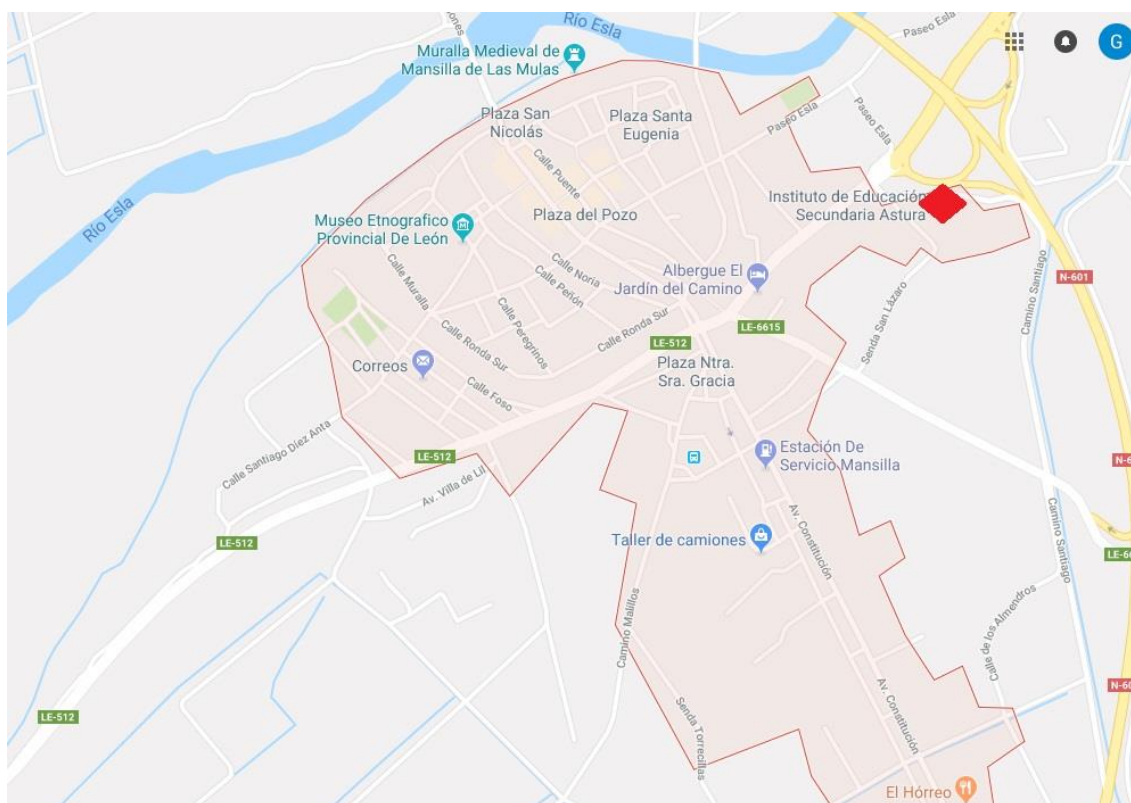 Río Esla
Paseo Esla
G
Muralla Medieval de
Mansilla de Las Mulas
Plaza San
Nicolás
Plaza Santa
Eugenia
Paseo Esla
Paseo Esla
Calle Puente
Instituto de Educación
Secundaria Astura
Río Esla
Museo Etnografico
Provincial De León
Plaza del Pozo
Calle Noria
Calle Peñón
Albergue El
Jardín del Camino
N-601
Camino Santiago
Calle Muralla
Calle Peregrinos
Calle Ronda Sur
Calle Ronda Sur
LE-6615
LE-512
Senda San Lázaro
Correos
Plaza Ntra.
Sra. Gracia
Calle Foso
Calle Santiago Díez Anta
LE-512
Av. Villa de Lil
Estación De
Servicio Mansilla
LE-512
Taller de camiones
Av. Constitución
Camino Santiago
Camino Malillos
Calle de los Almendros
Av. Constitución
LE-512
Senda Torrecillas
El Hórreo